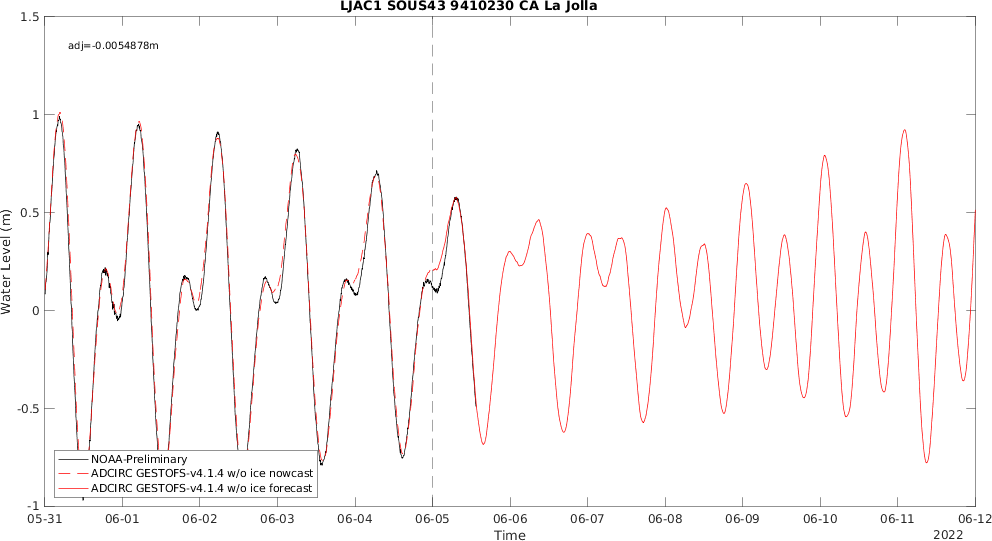 LJAC1 SOUS43 9410230 CA La Jolla
1.5
adj=-0.0054878m
1
0.5
Water Level (m)
0
-0.5
NOAA-Preliminary
ADCIRC GESTOFS-v4.1.4 w/o ice nowcast
ADCIRC GESTOFS-v4.1.4 w/o ice forecast
-1
05-31 06-01 06-02 06-03 06-04 06-05 06-06 06-07 06-08 06-09 06-10 06-11 06-12
Time
2022